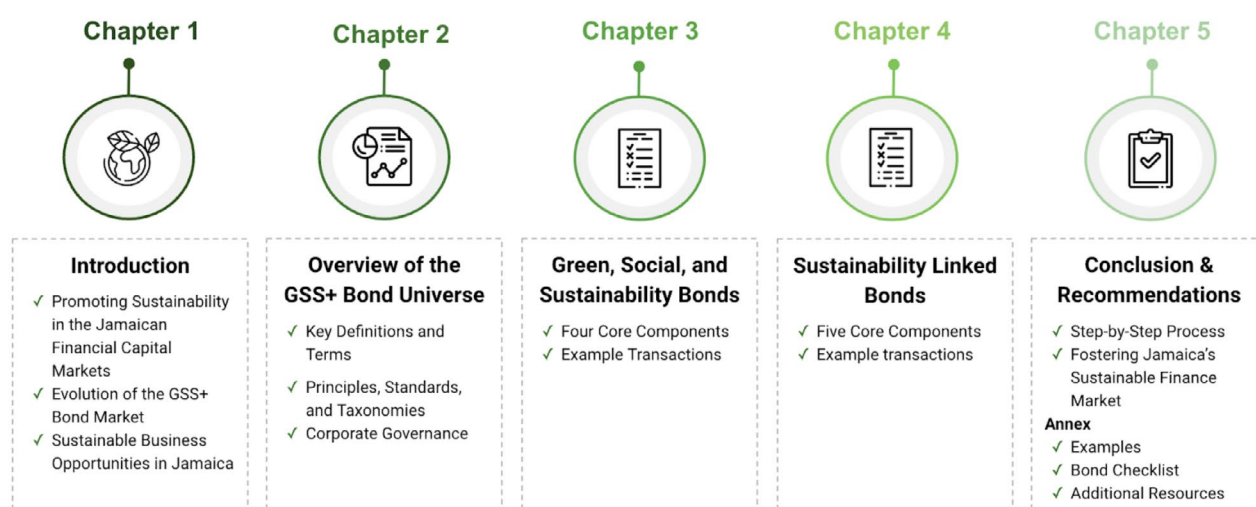 Chapter 1
Chapter 2
Chapter 3
Chapter 4
Chapter 5
Introduction
✓ Promoting Sustainability
in the Jamaican
Financial Capital
Markets
✓ Evolution of the GSS+
Bond Market
✓ Sustainable Business
Opportunities in Jamaica
Overview of the
GSS+ Bond Universe
✓ Key Definitions and
Terms
✓ Principles, Standards,
and Taxonomies
✓ Corporate Governance
Green, Social, and
Sustainability Bonds
✓ Four Core Components
✓ Example Transactions
Sustainability Linked
Bonds
✓ Five Core Components
✓ Example transactions
Conclusion &
Recommendations
✓ Step-by-Step Process
✓ Fostering Jamaica's
Sustainable Finance
Market
Annex
✓ Examples
✓ Bond Checklist
✓ Additional Resources